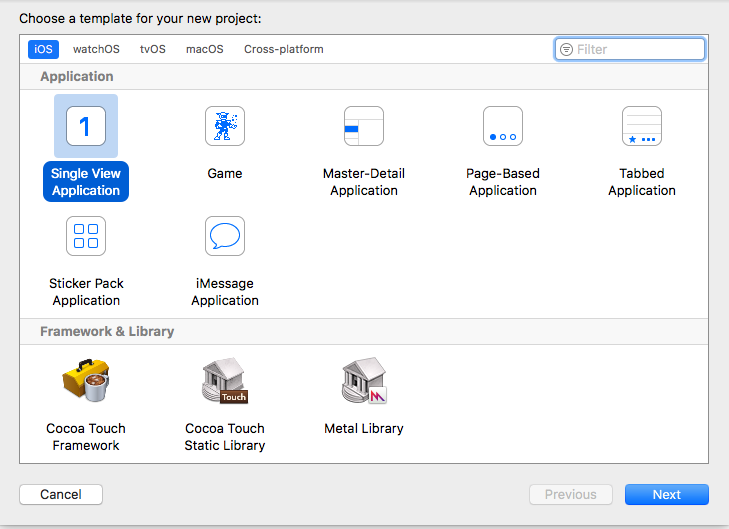 Choose a template for your new project:
iOS watchOS tvOS macOS Cross-platform Filter
Application
1
Single View Application
Game
Master-Detail Application
Page-Based Application
Tabbed Application
Sticker Pack Application
iMessage Application
Framework & Library
Touch
Cocoa Touch Framework
Cocoa Touch Static Library
Metal Library
Cancel Previous Next